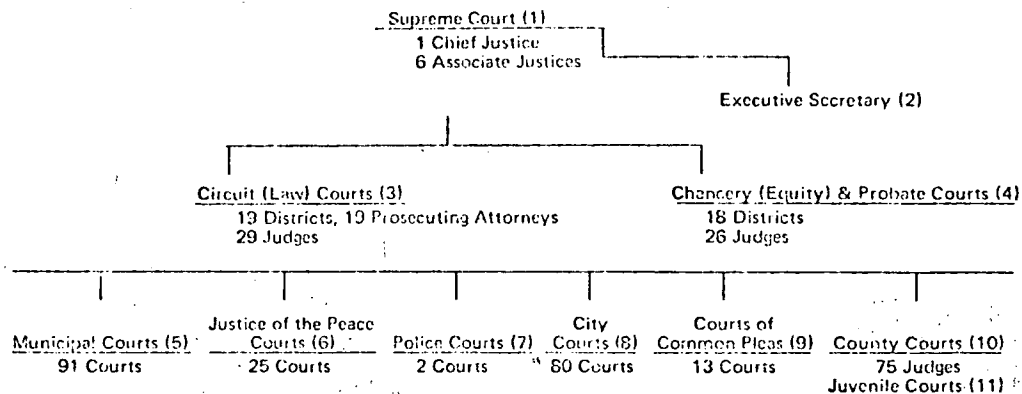 Supreme Court (1)
1 Chief Justice
6 Associate Justices
Executive Secretary (2)
Circuit (Law) Courts (3)
19 Districts, 19 Prosecuting Attorneys
29 Judges
Chancery (Equity) & Probate Courts (4)
18 Districts
26 Judges
Municipal Courts (5)
91 Courts
Justice of the Peace
Courts (6)
25 Courts
Police Courts (7)
2 Courts
City
Courts (8)
80 Courts
Courts of
Common Pleas (9)
13 Courts
County Courts (10)
75 Judges
Juvenile Courts (11)